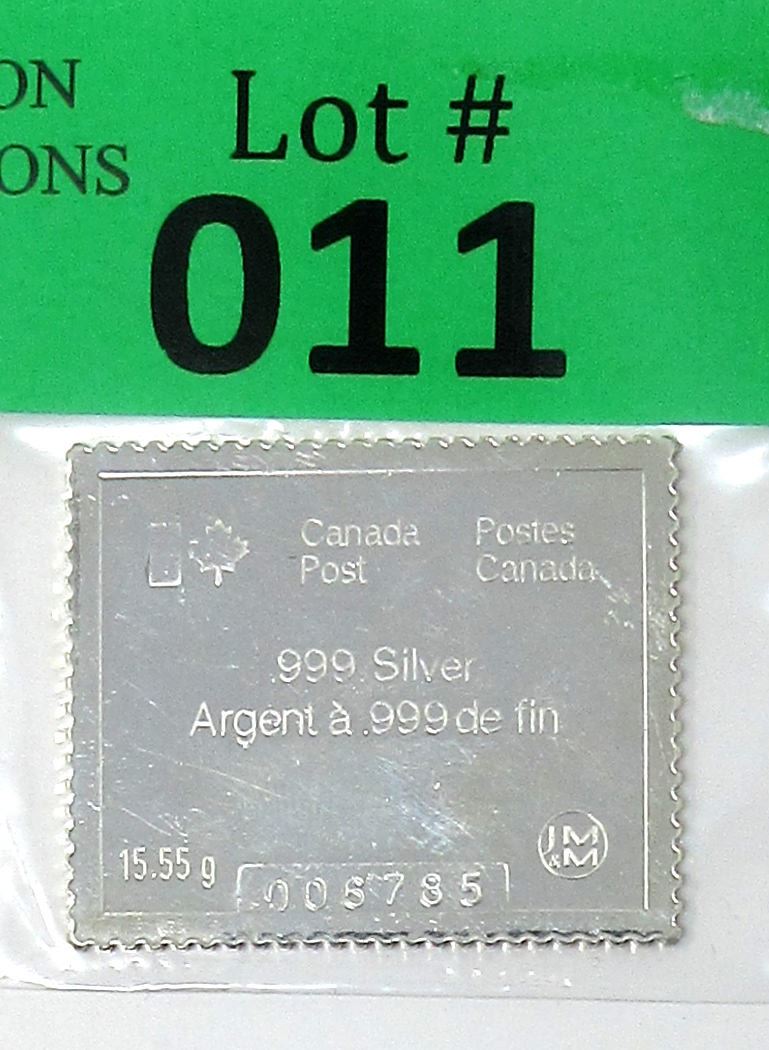 ON
ONS
Lot #
011
Canada
Post
Postes
Canada
.999 Silver
Argent à .999 de fin
15.55 g
006785
JM
&M